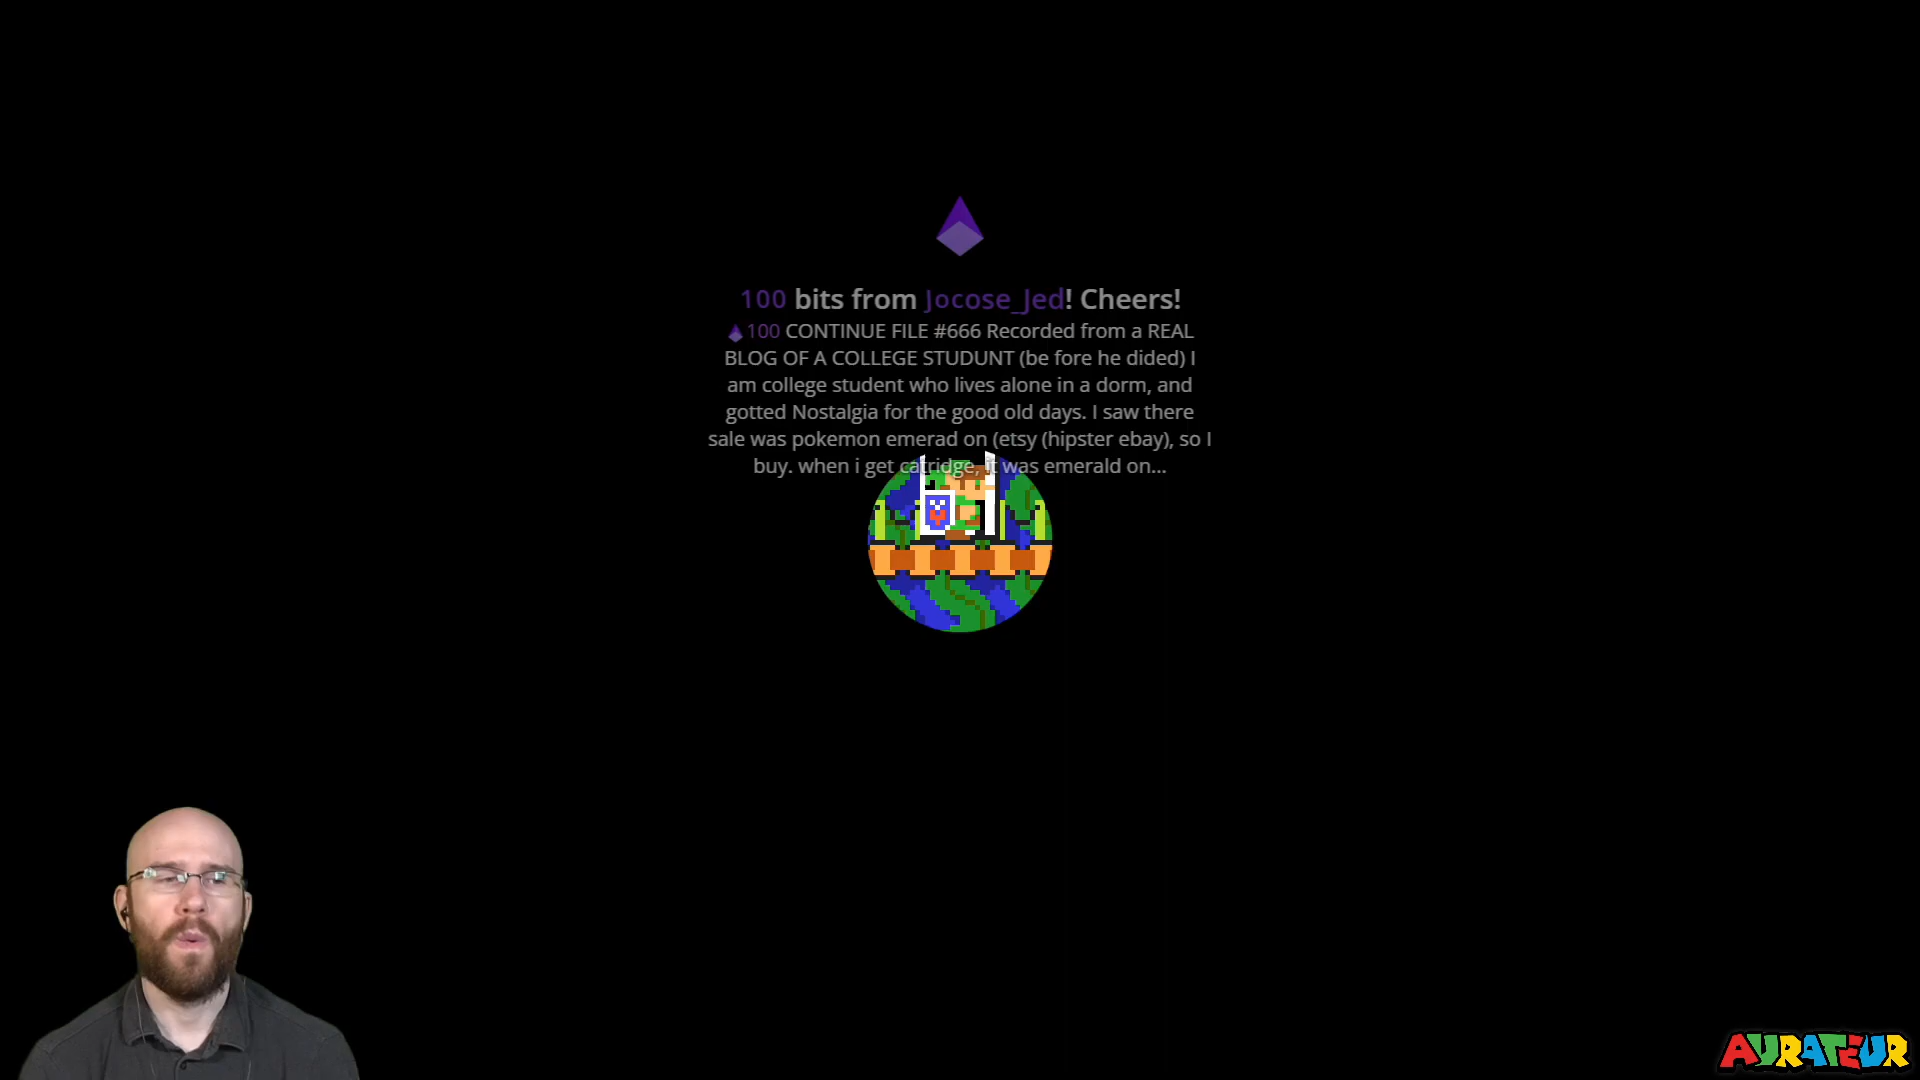 100 bits from Jocose_Jed! Cheers!
100 CONTINUE FILE #666 Recorded from a REAL
BLOG OF A COLLEGE STUDUNT (be fore he dided) I
am college student who lives alone in a dorm, and
gotted Nostalgia for the good old days. I saw there
sale was pokemon emerad on (etsy (hipster ebay), so I
buy. when i get catridge, it was emerald on...
AURATEUR